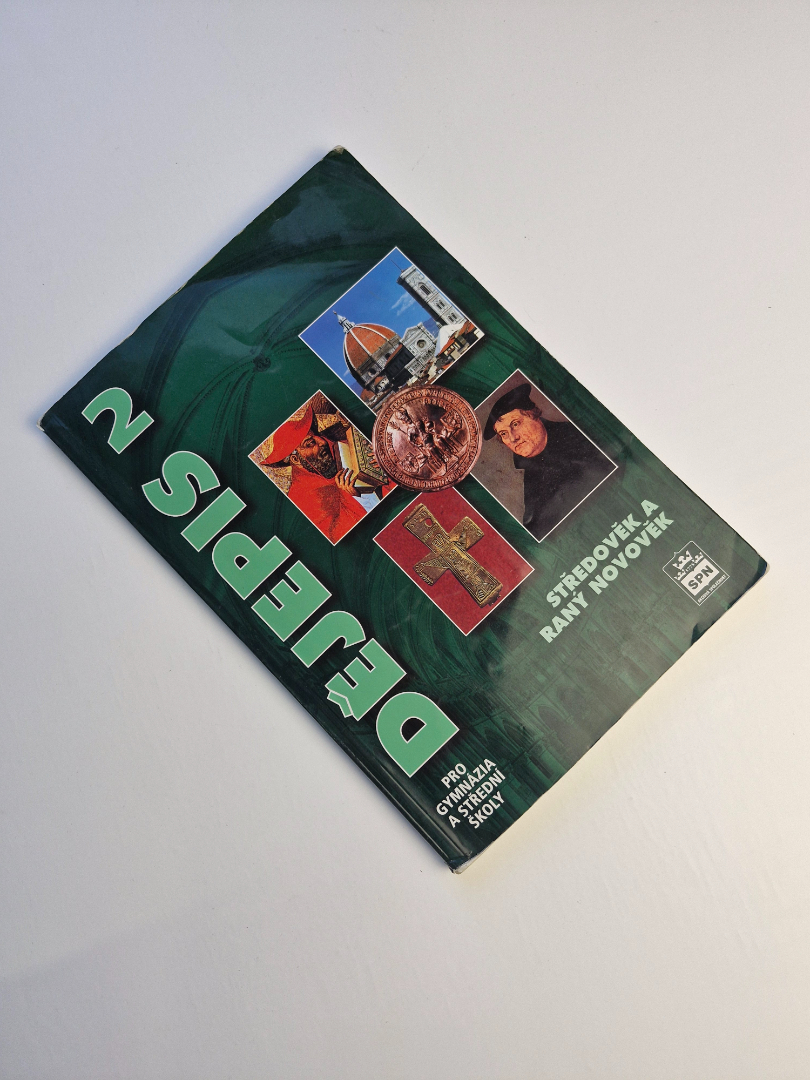 DĚJEPIS 2
PRO
GYMNÁZIA
A STŘEDNÍ
ŠKOLY
STŘEDOVĚK A
RANÝ NOVOVĚK
SPN